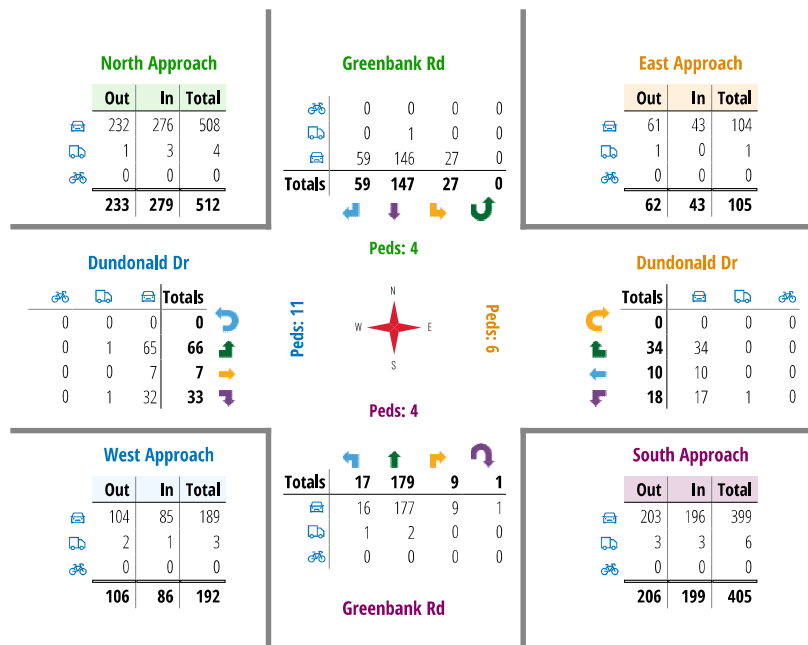 North Approach
Out In Total
232 276 508
1 3 4
0 0 0
233 279 512
Greenbank Rd
0 0 0 0
0 1 0 0
59 146 27 0
Totals 59 147 27 0
East Approach
Out In Total
61 43 104
1 0 1
0 0 0
62 43 105
Dundonald Dr
Totals
0 0 0 0
0 1 65 66
0 0 7 7
0 1 32 33
Peds: 4
Peds: 11
N
W E
S
Peds: 6
Peds: 4
Dundonald Dr
Totals
0 0 0 0
34 34 0 0
10 10 0 0
18 17 1 0
West Approach
Out In Total
104 85 189
2 1 3
0 0 0
106 86 192
Totals 17 179 9 1
16 177 9 1
1 2 0 0
0 0 0 0
Greenbank Rd
South Approach
Out In Total
203 196 399
3 3 6
0 0 0
206 199 405